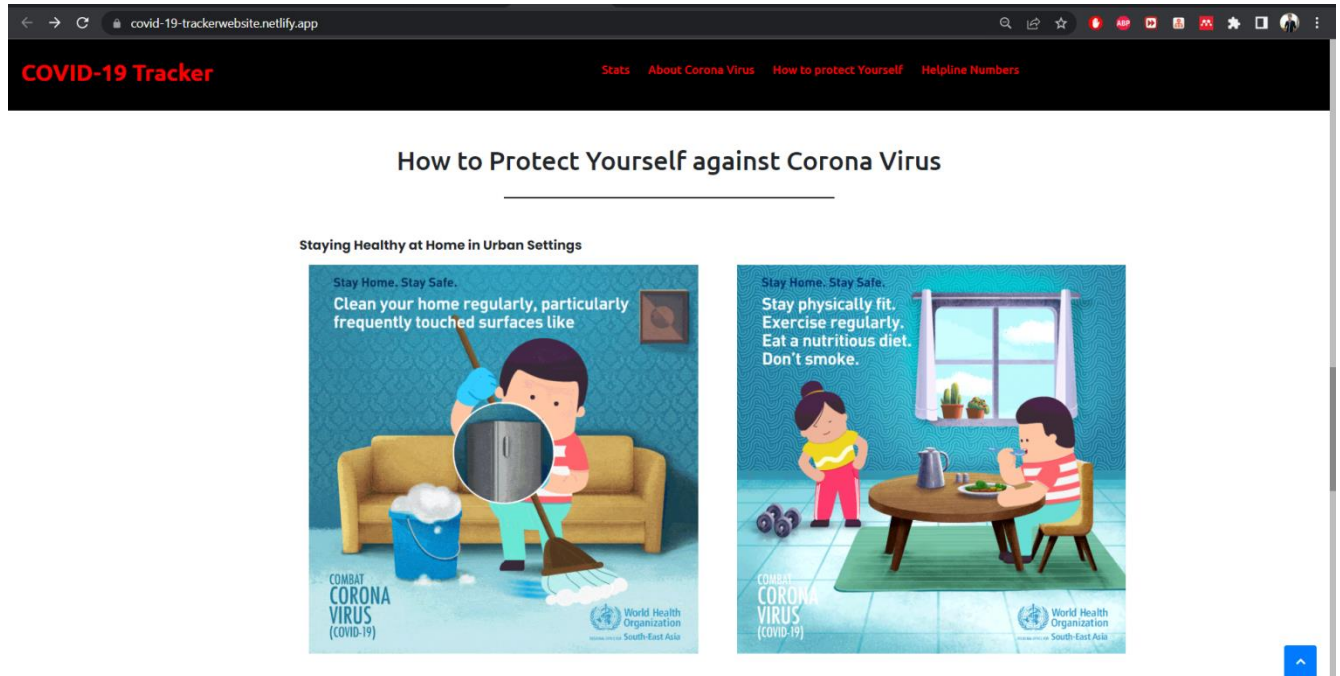 covid-19-trackerwebsite.netlify.app
ABP
COVID-19 Tracker
Stats About Corona Virus How to protect Yourself Helpline Numbers
How to Protect Yourself against Corona Virus
Staying Healthy at Home in Urban Settings
Stay Home. Stay Safe.
Clean your home regularly, particularly
frequently touched surfaces like
COMBAT
CORONA
VIRUS
(COVID-19)
World Health
Organization
South-East Asia
Stay Home. Stay Safe.
Stay physically fit.
Exercise regularly.
Eat a nutritious diet.
Don't smoke.
COMBAT
CORONA
VIRUS
(COVID-19)
World Health
Organization
South-East Asia